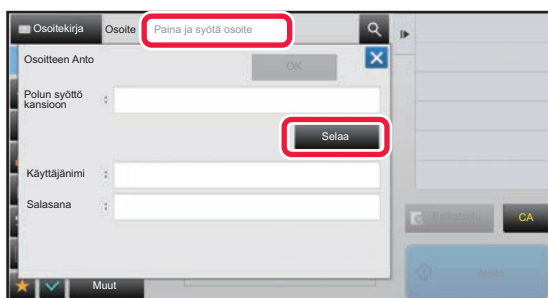 Osoitekirja Osoite Paina ja syötä osoite
Osoitteen Anto OK
Polun syöttö
kansioon :
Selaa
Käyttäjänimi :
Salasana :
CA
Muut